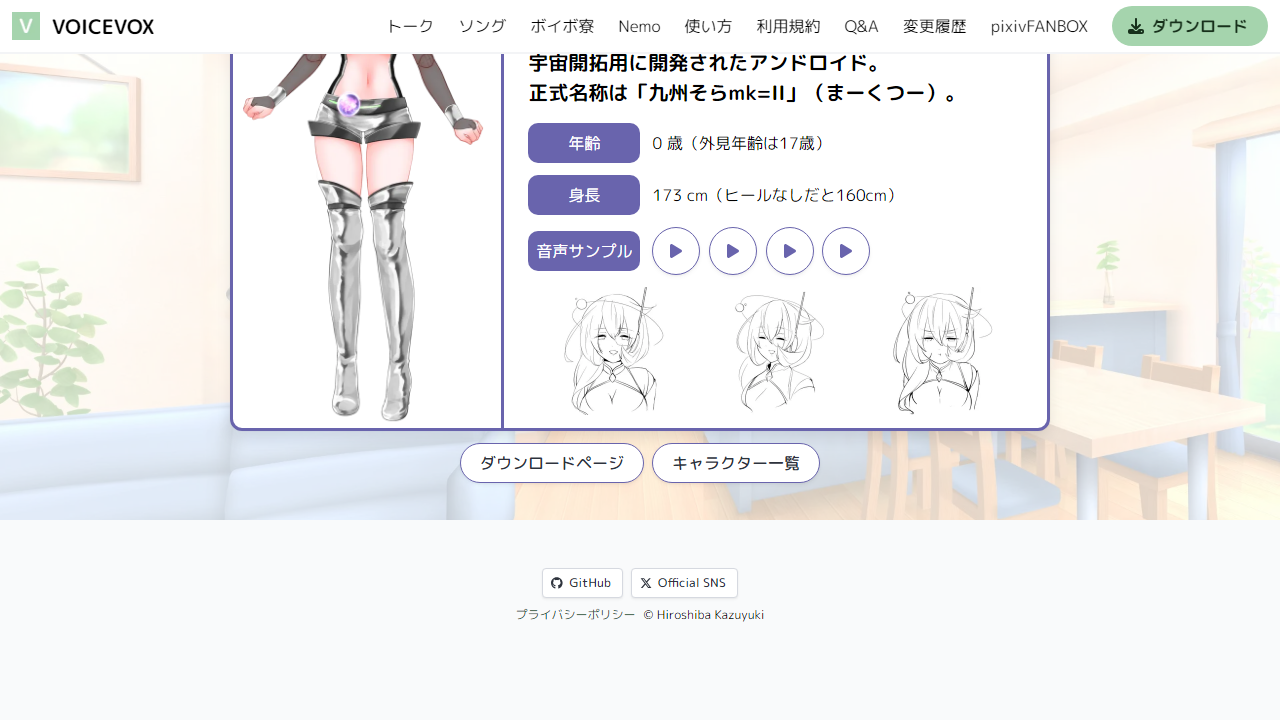 VOICEVOX
トーク ソング ボイボ寮 Nemo 使い方 利用規約 Q&A 変更履歴 pixivFANBOX ダウンロード
宇宙開拓用に開発されたアンドロイド。
正式名称は「九州そらmk=II」（まーくつー）。
年齢 0 歳（外見年齢は17歳）
身長 173 cm（ヒールなしだと160cm）
音声サンプル
ダウンロードページ キャラクター一覧
GitHub Official SNS
プライバシーポリシー © Hiroshiba Kazuyuki